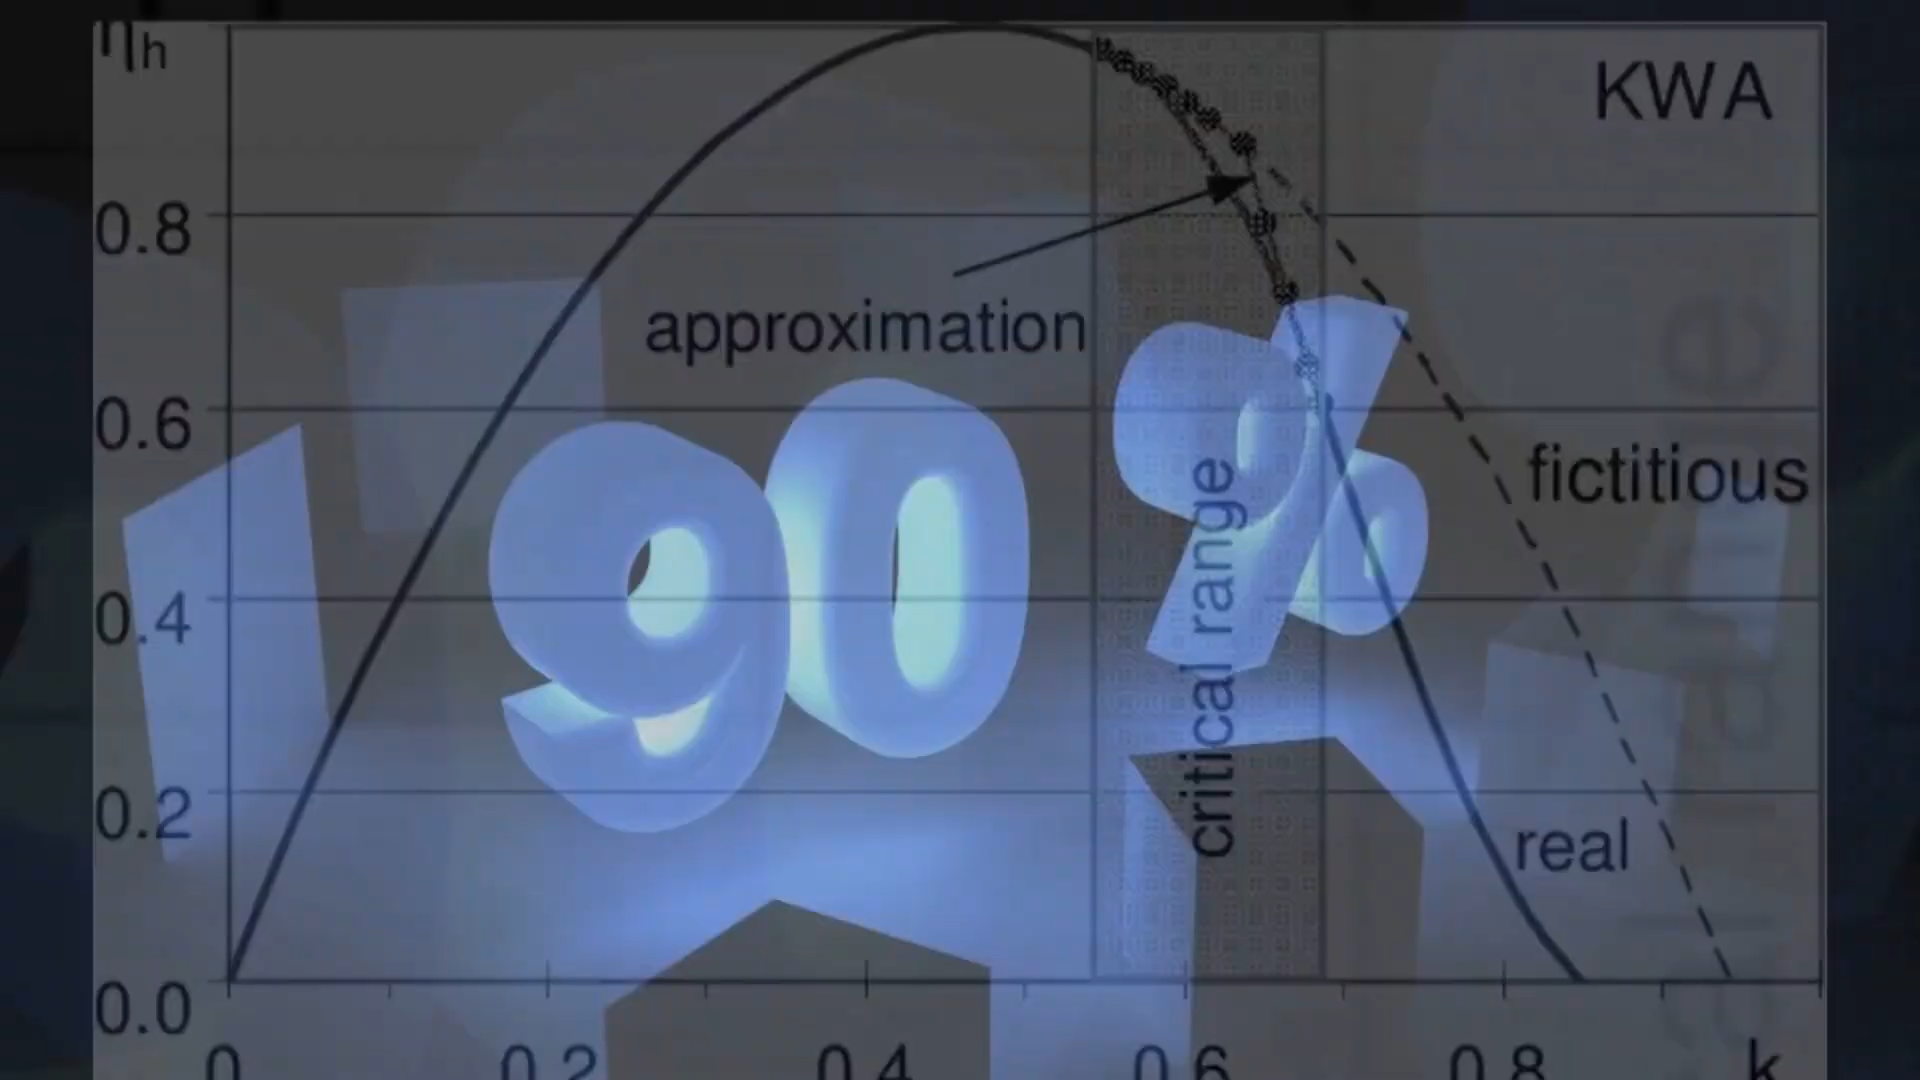 ηh
KWA
0.8
approximation
0.6
90 %
fictitious
critical range
0.4
0.2
real
0.0
0
0.2
0.4
0.6
0.8
k